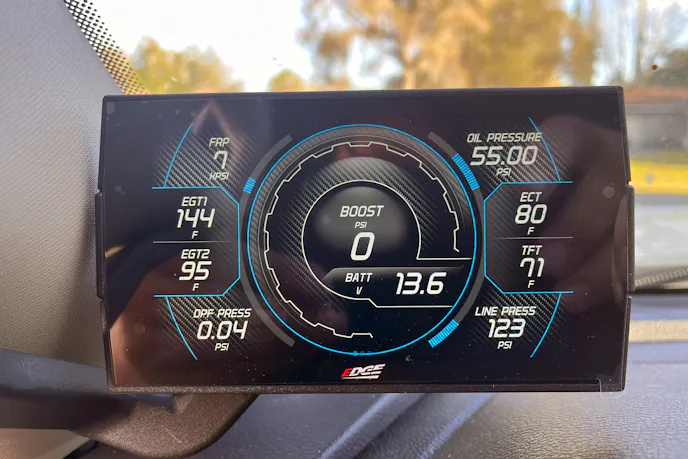 FRP
7
HPSI
EGT1
144
F
EGT2
95
F
DPF PRESS
0.04
PSI
BOOST
PSI
0
BATT
V
13.6
OIL PRESSURE
55.00
PSI
ECT
80
F
TFT
71
F
LINE PRESS
123
PSI
EDGE